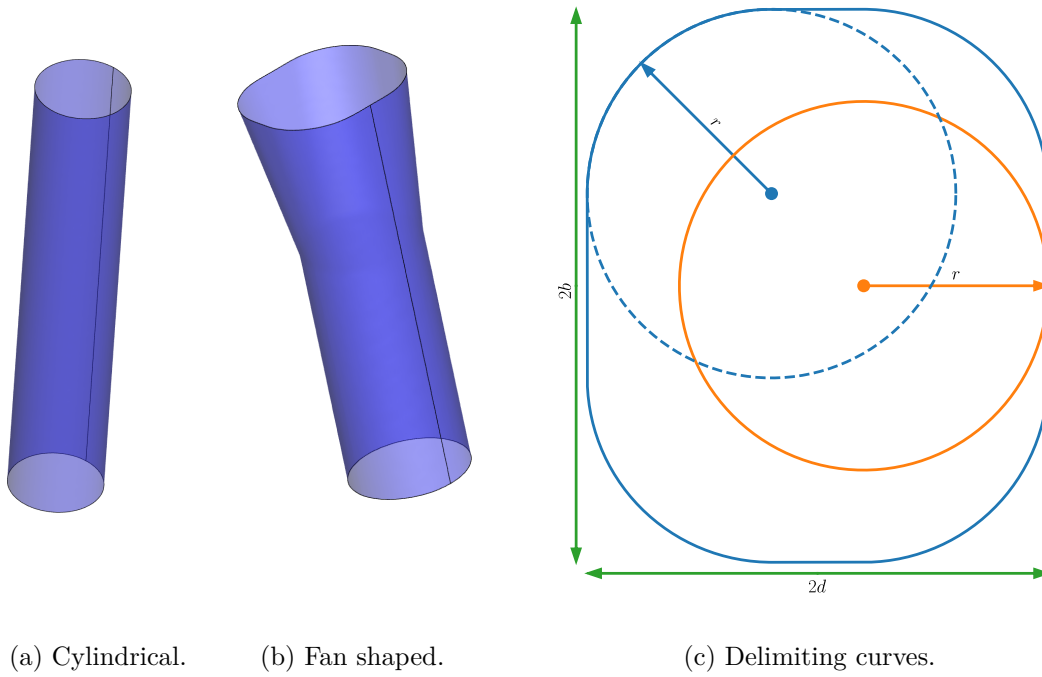 r
r
2b
2d
(a) Cylindrical.
(b) Fan shaped.
(c) Delimiting curves.